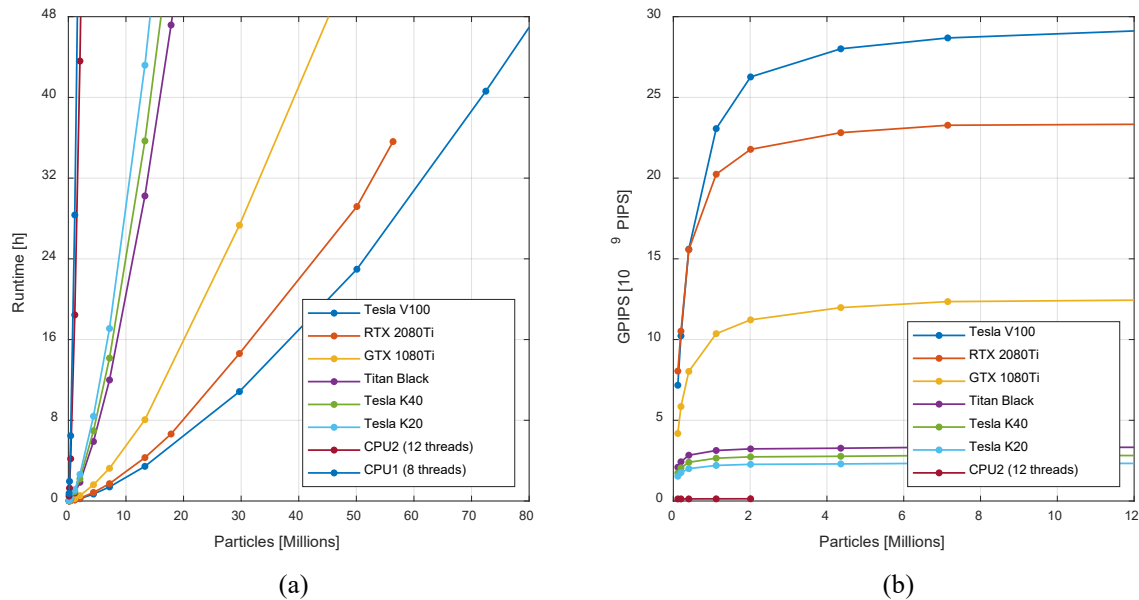 48
40
32
24
16
8
0
Runtime [h]
0 10 20 30 40 50 60 70 80
Particles [Millions]
Tesla V100
RTX 2080Ti
GTX 1080Ti
Titan Black
Tesla K40
Tesla K20
CPU2 (12 threads)
CPU1 (8 threads)
(a)
30
25
20
15
10
5
0
GPIPS [10 9 PIPS]
0 2 4 6 8 10 12
Particles [Millions]
Tesla V100
RTX 2080Ti
GTX 1080Ti
Titan Black
Tesla K40
Tesla K20
CPU2 (12 threads)
(b)